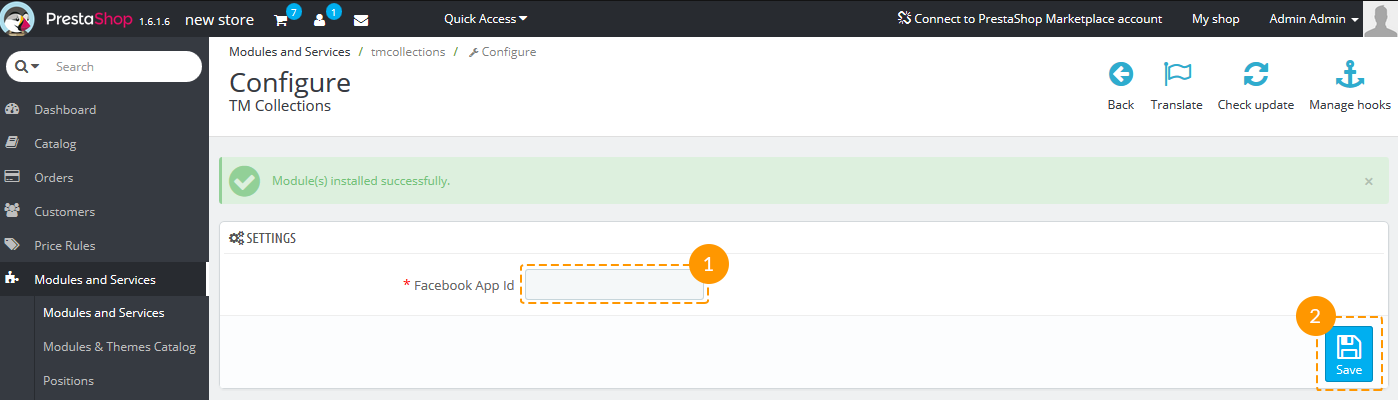 PrestaShop 1.6.1.6 new store 7 1 Quick Access Connect to PrestaShop Marketplace account My shop Admin Admin
Search
Dashboard
Catalog
Orders
Customers
Price Rules
Modules and Services
Modules and Services
Modules & Themes Catalog
Positions
Modules and Services / tmcollections / Configure
Configure
TM Collections
Back Translate Check update Manage hooks
Module(s) installed successfully. ×
SETTINGS
* Facebook App Id 1
2
Save